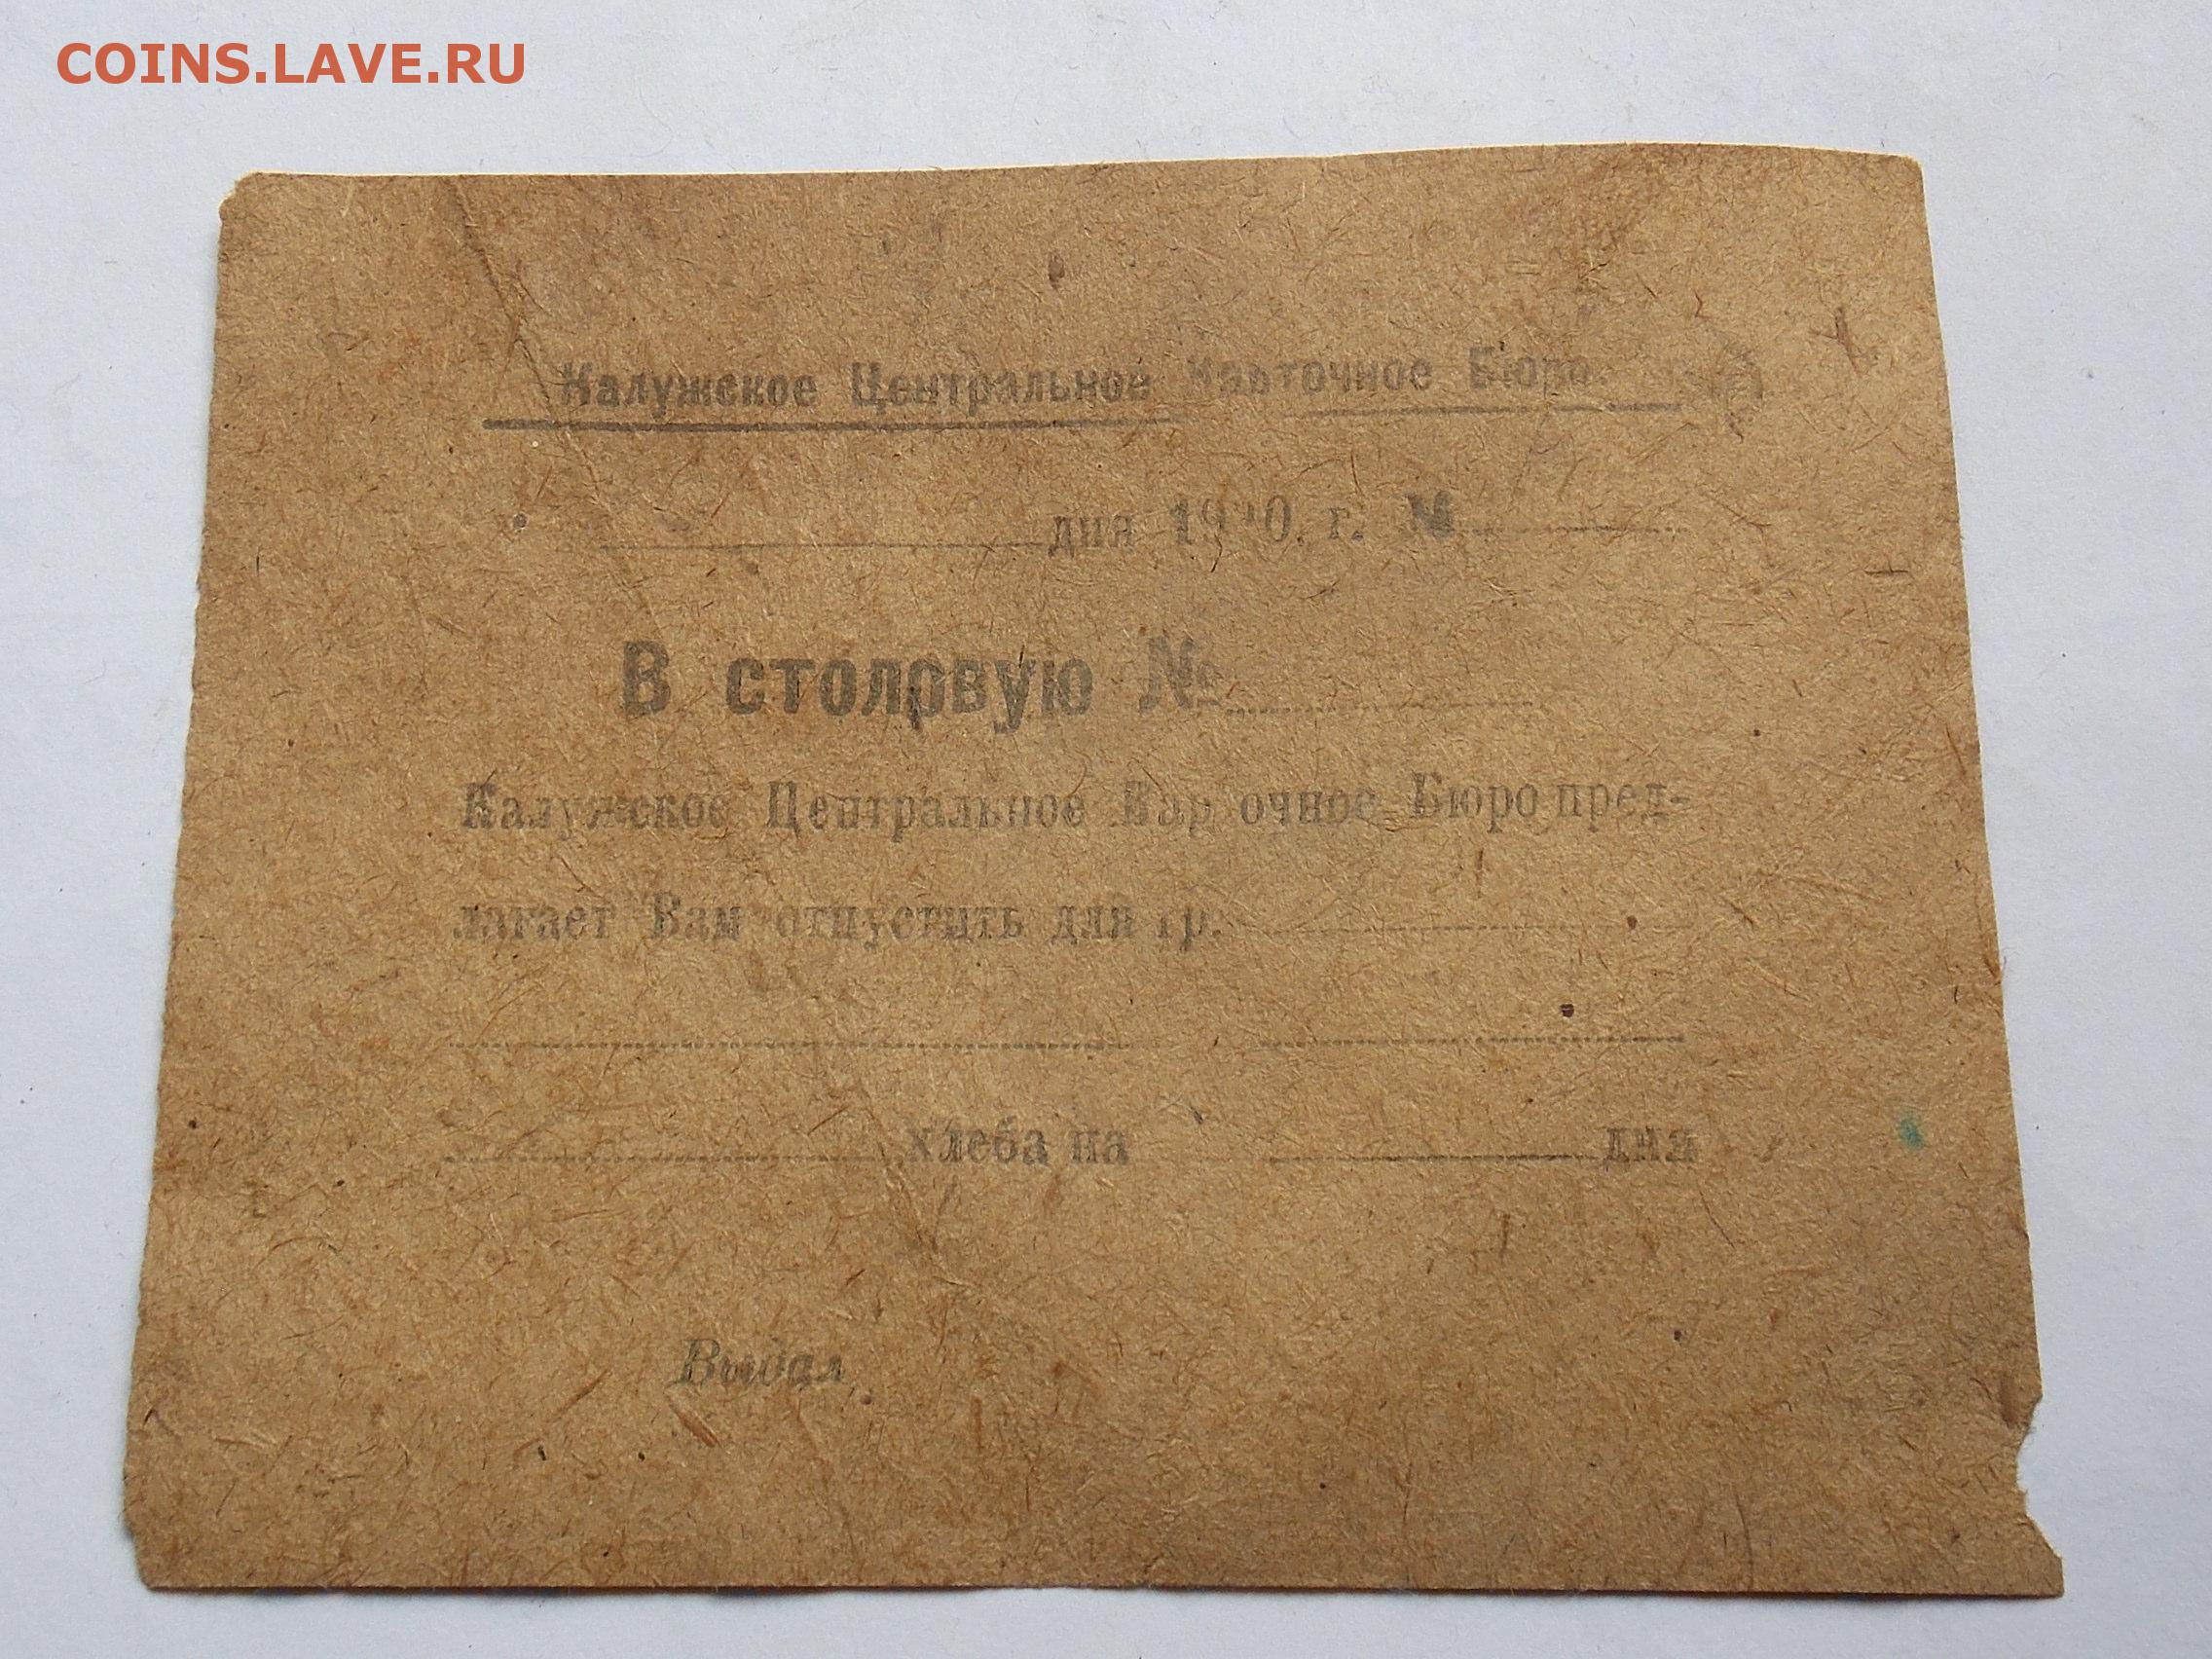 COINS.LAVE.RU
Калужское Центральное Карточное Бюро.
дня 1920. г. №
В столовую №
Калужское Центральное Карточное Бюро пред-
лагает Вам отпустить для гр.
хлеба на дня
Выдал,